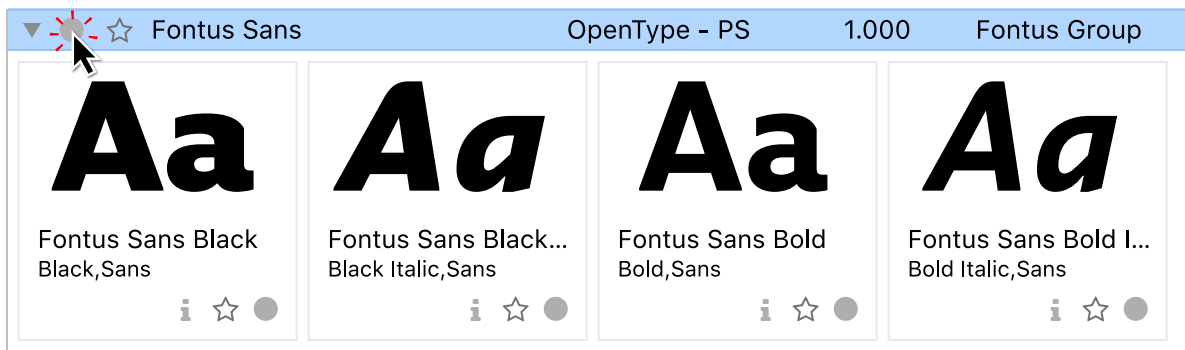 Fontus Sans OpenType - PS 1.000 Fontus Group
Aa Aa Aa Aa
Fontus Sans Black Fontus Sans Black... Fontus Sans Bold Fontus Sans Bold I...
Black,Sans Black Italic,Sans Bold,Sans Bold Italic,Sans
i i i i